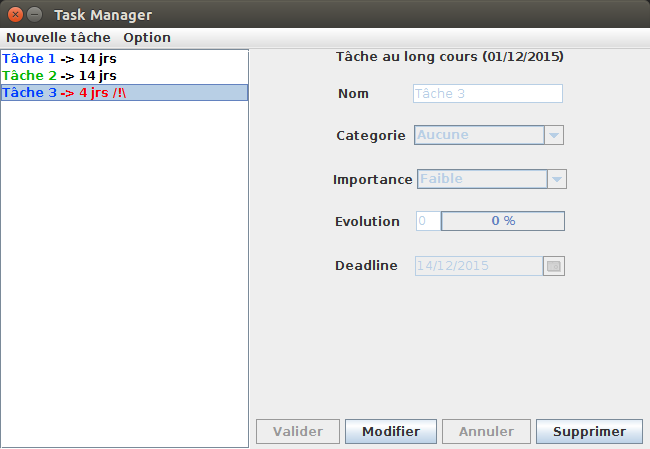 Task Manager
Nouvelle tâche Option
Tâche 1 -> 14 jrs
Tâche 2 -> 14 jrs
Tâche 3 -> 4 jrs /!\
Tâche au long cours (01/12/2015)
Nom Tâche 3
Categorie Aucune
Importance Faible
Evolution 0 0 %
Deadline 14/12/2015
Valider Modifier Annuler Supprimer